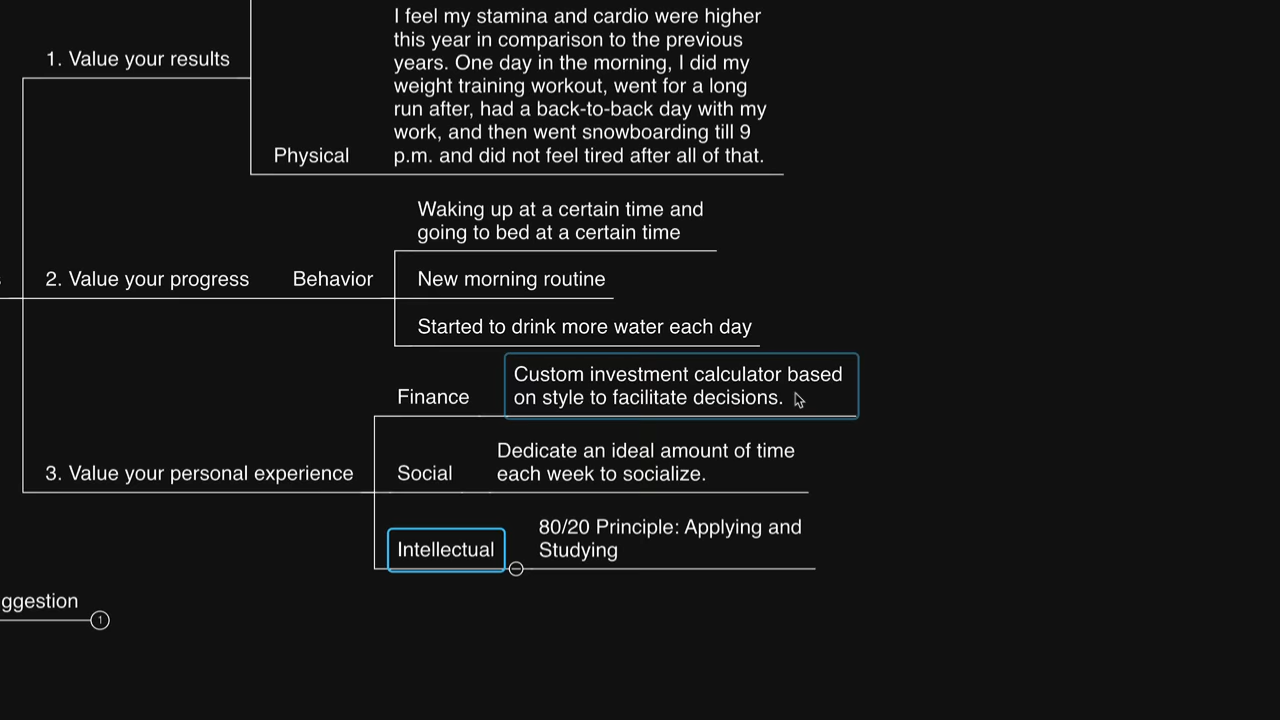 I feel my stamina and cardio were higher
this year in comparison to the previous
years. One day in the morning, I did my
weight training workout, went for a long
run after, had a back-to-back day with my
work, and then went snowboarding till 9
p.m. and did not feel tired after all of that.
1. Value your results
Physical
Waking up at a certain time and
going to bed at a certain time
2. Value your progress
Behavior
New morning routine
Started to drink more water each day
Finance
Custom investment calculator based
on style to facilitate decisions.
3. Value your personal experience
Social
Dedicate an ideal amount of time
each week to socialize.
Intellectual
80/20 Principle: Applying and
Studying
ggestion
1